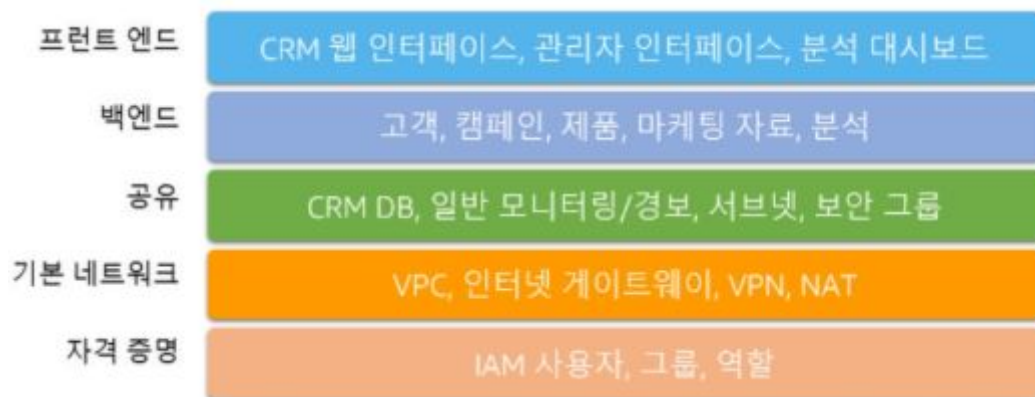 프런트 엔드
CRM 웹 인터페이스, 관리자 인터페이스, 분석 대시보드
백엔드
고객, 캠페인, 제품, 마케팅 자료, 분석
공유
CRM DB, 일반 모니터링/경보, 서브넷, 보안 그룹
기본 네트워크
VPC, 인터넷 게이트웨이, VPN, NAT
자격 증명
IAM 사용자, 그룹, 역할